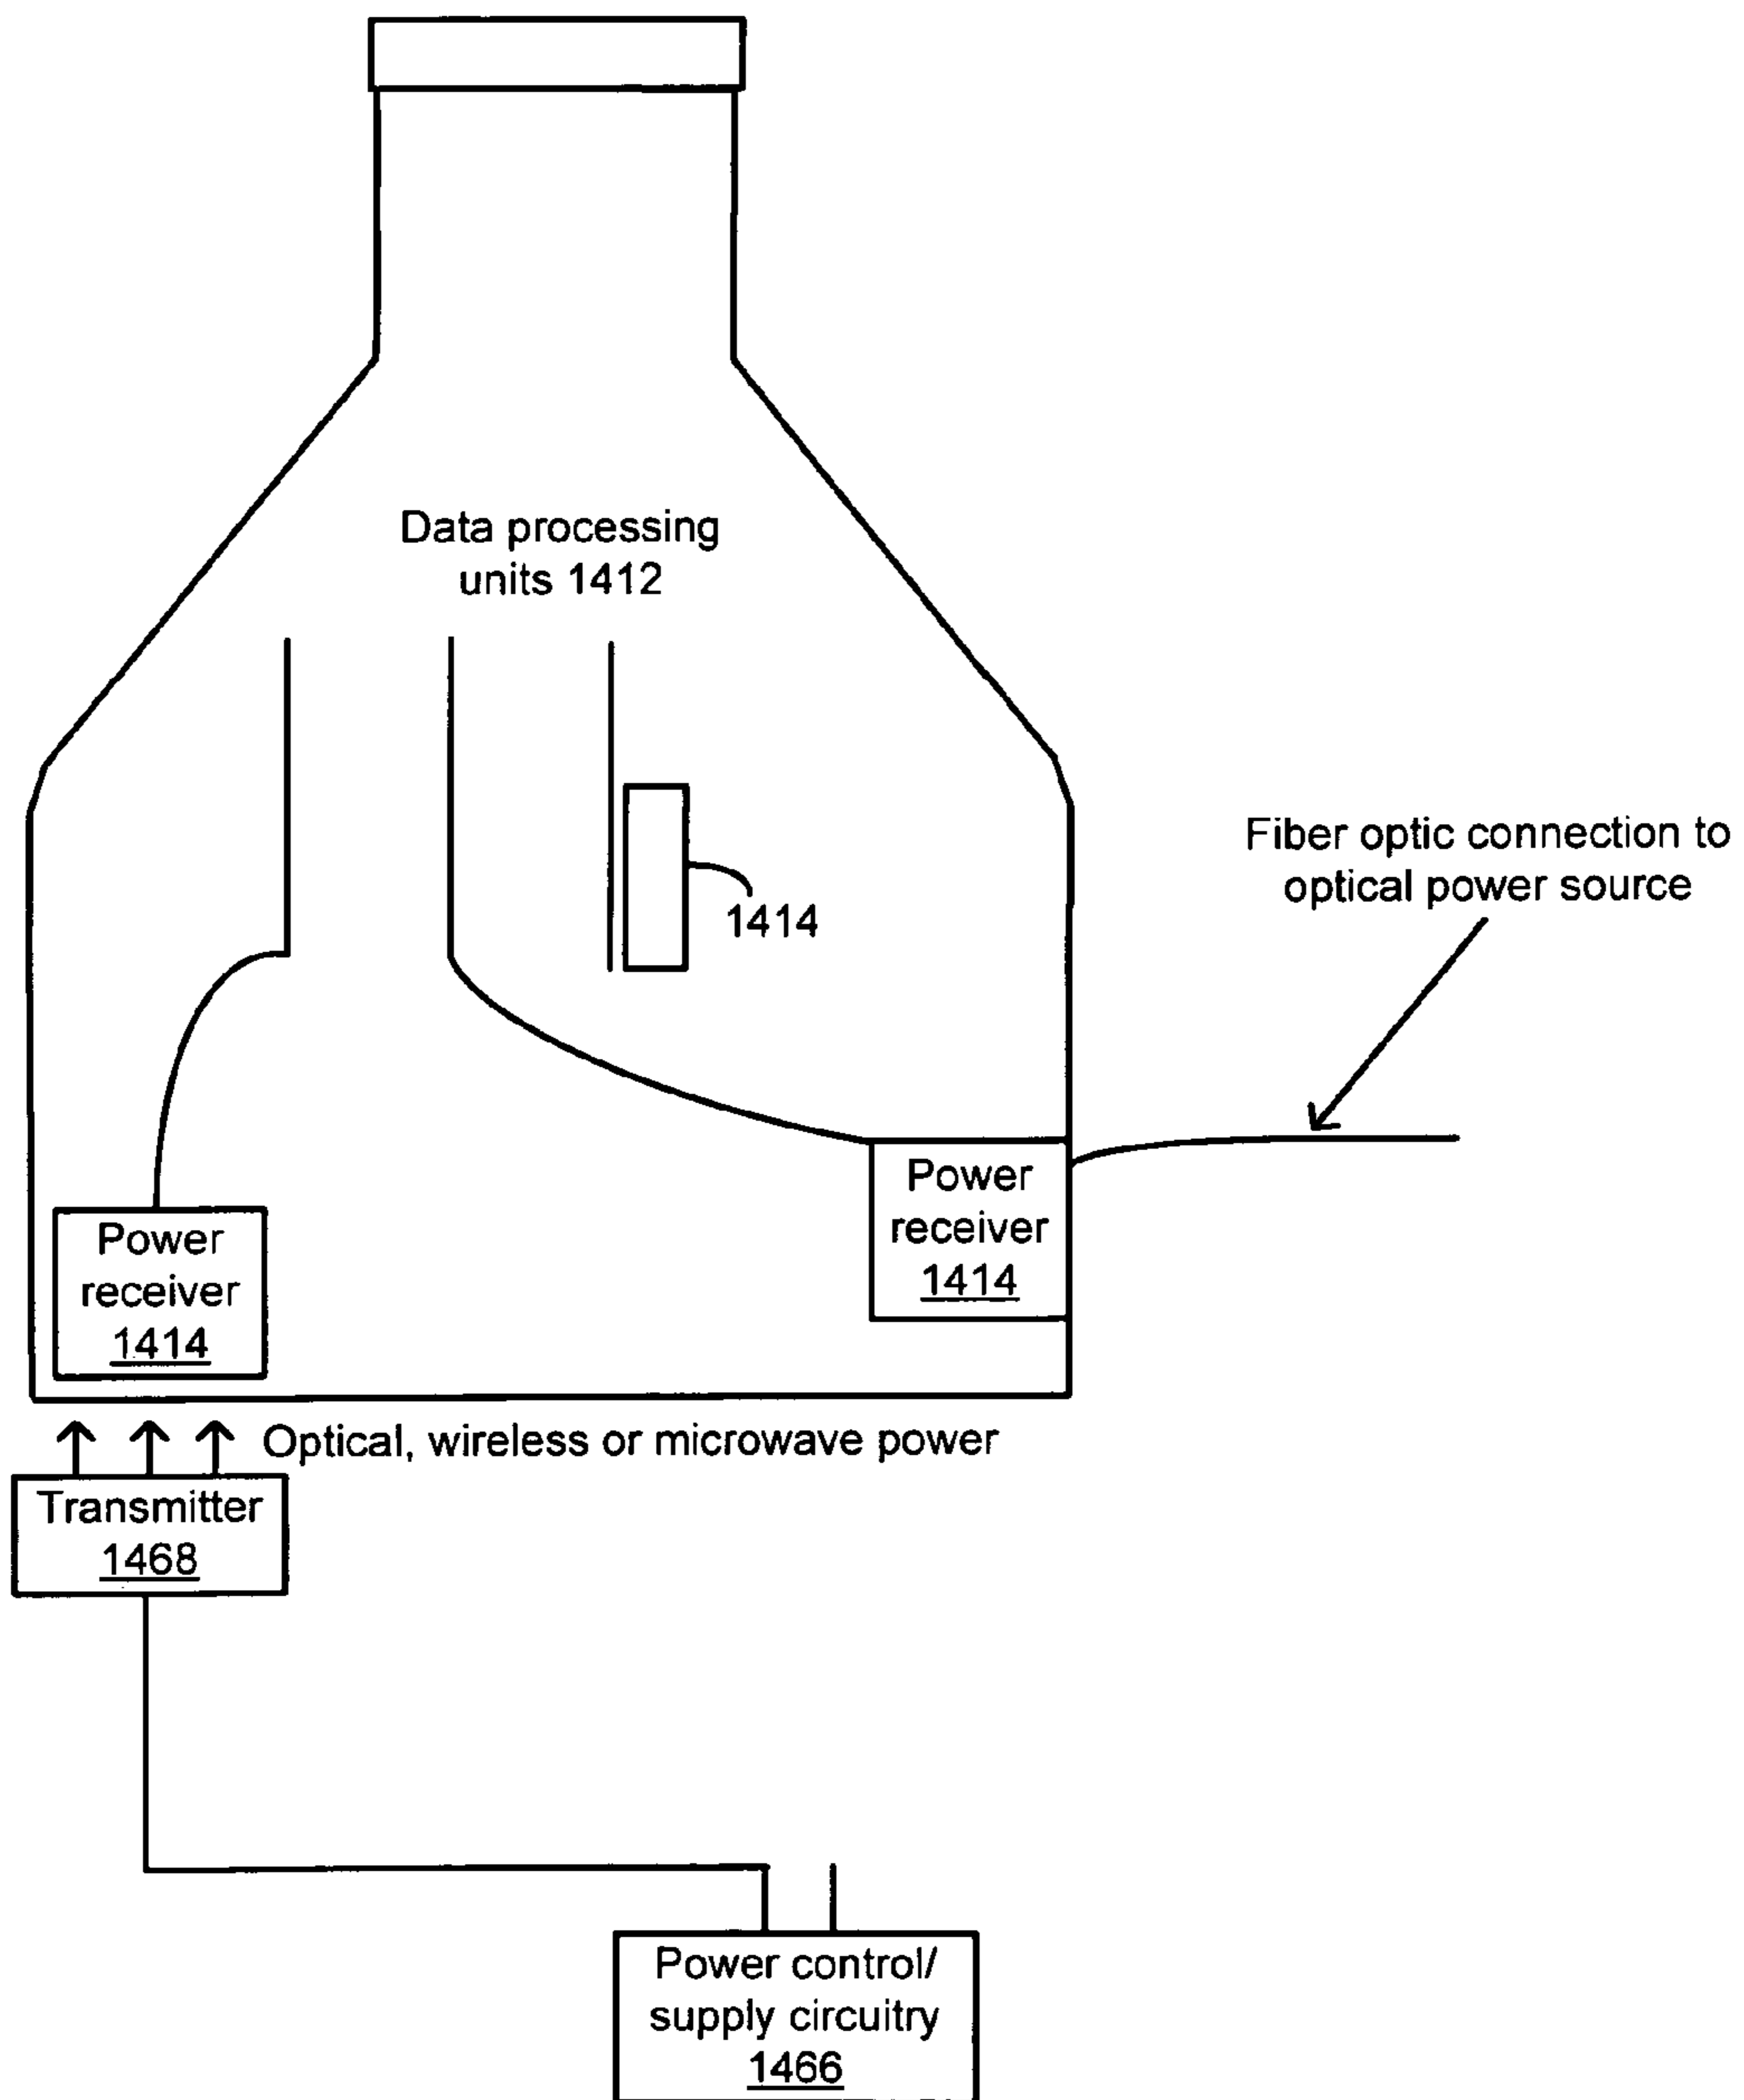 Data processing
units 1412
Fiber optic connection to
optical power source
1414
Power
receiver
1414
Power
receiver
1414
Optical, wireless or microwave power
Transmitter
1468
Power control/
supply circuitry
1466